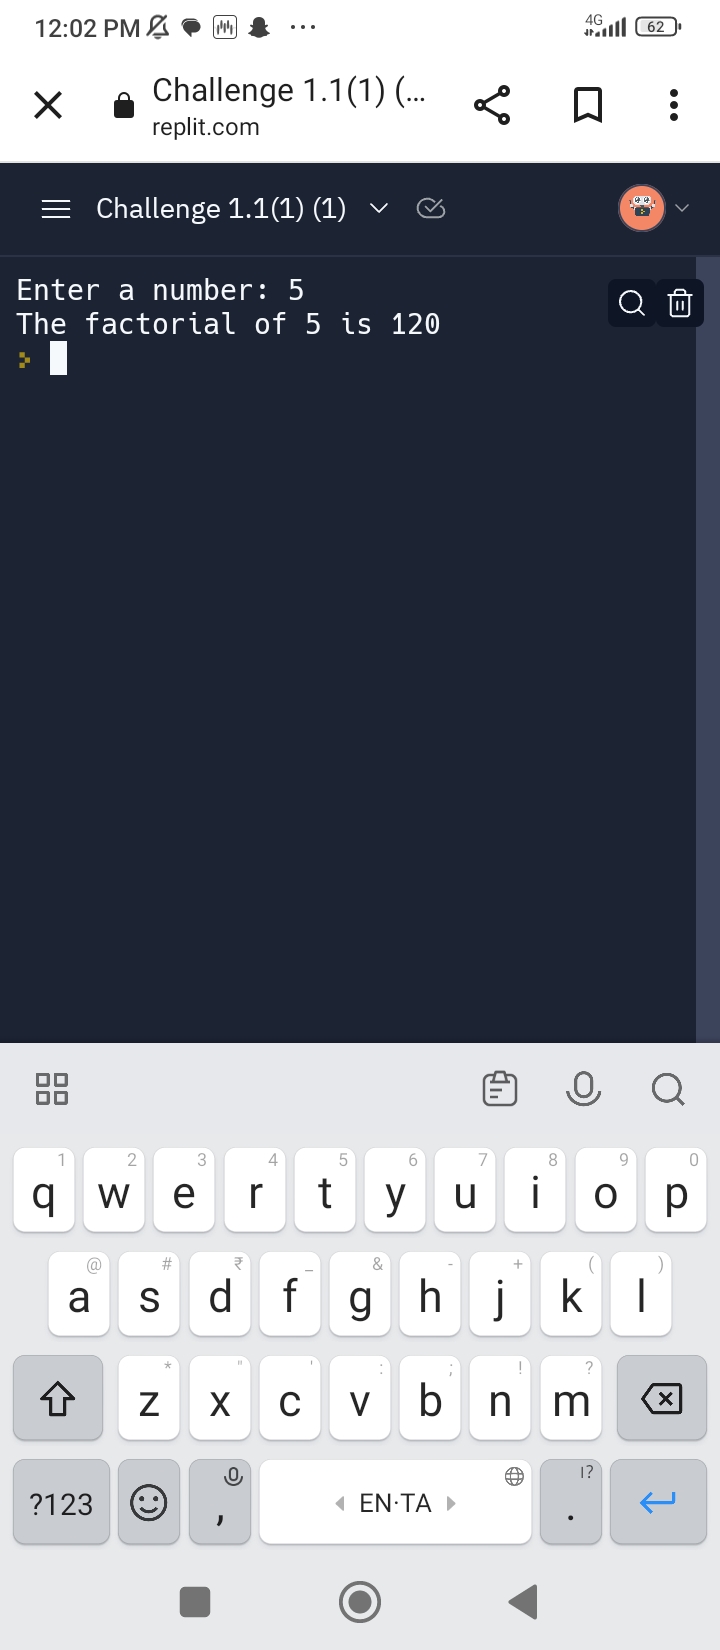 12:02 PM 4G 62
Challenge 1.1(1) (...
replit.com
Challenge 1.1(1) (1)
Enter a number: 5
The factorial of 5 is 120
1 2 3 4 5 6 7 8 9 0
q w e r t y u i o p
@ # ₹ _ & - + ( )
a s d f g h j k l
* " ' : ; ! ?
z x c v b n m
!?
?123 , EN·TA .